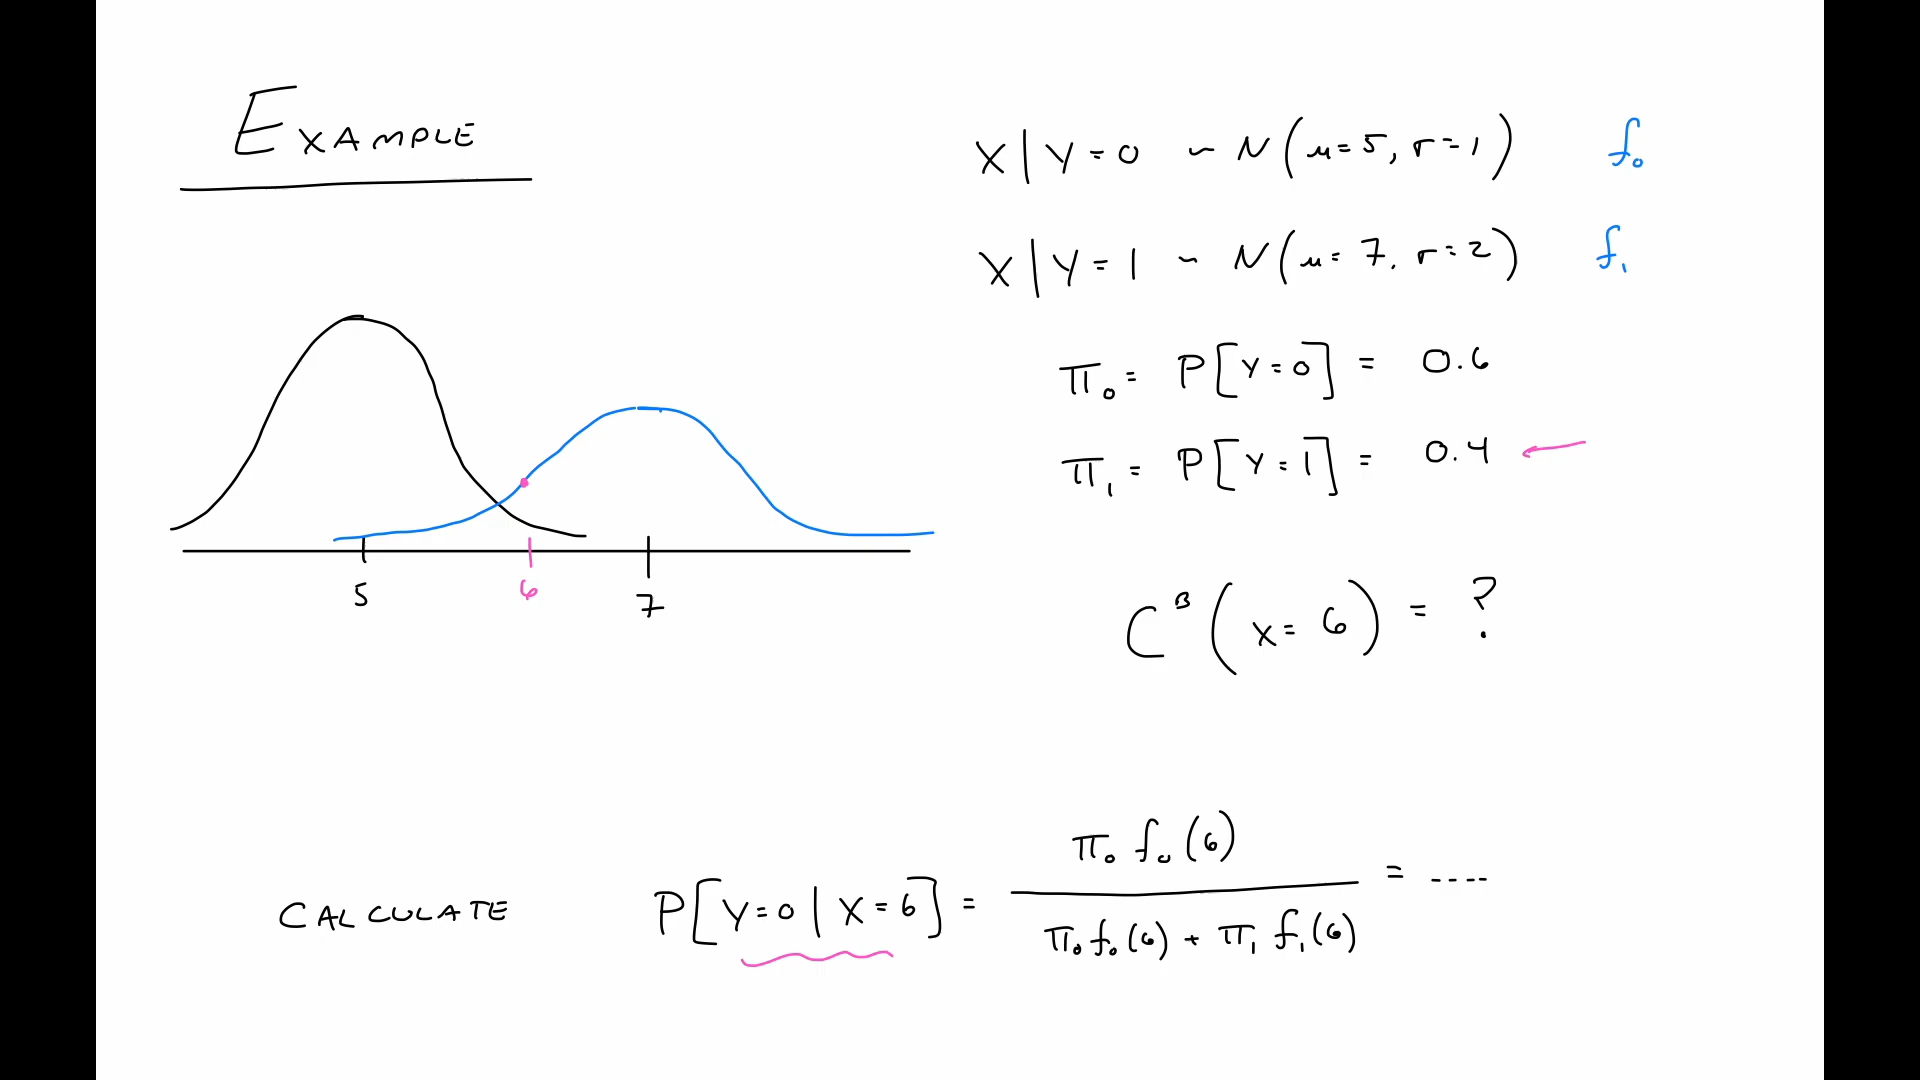 EXAMPLE
X | Y = 0 ~ N(μ = 5, σ = 1) f₀
X | Y = 1 ~ N(μ = 7, σ = 2) f₁
π₀ = P[Y = 0] = 0.6
π₁ = P[Y = 1] = 0.4
5 6 7
Cᴮ(x = 6) = ?
CALCULATE P[Y = 0 | X = 6] = π₀ f₀(6) / π₀ f₀(6) + π₁ f₁(6) = ....